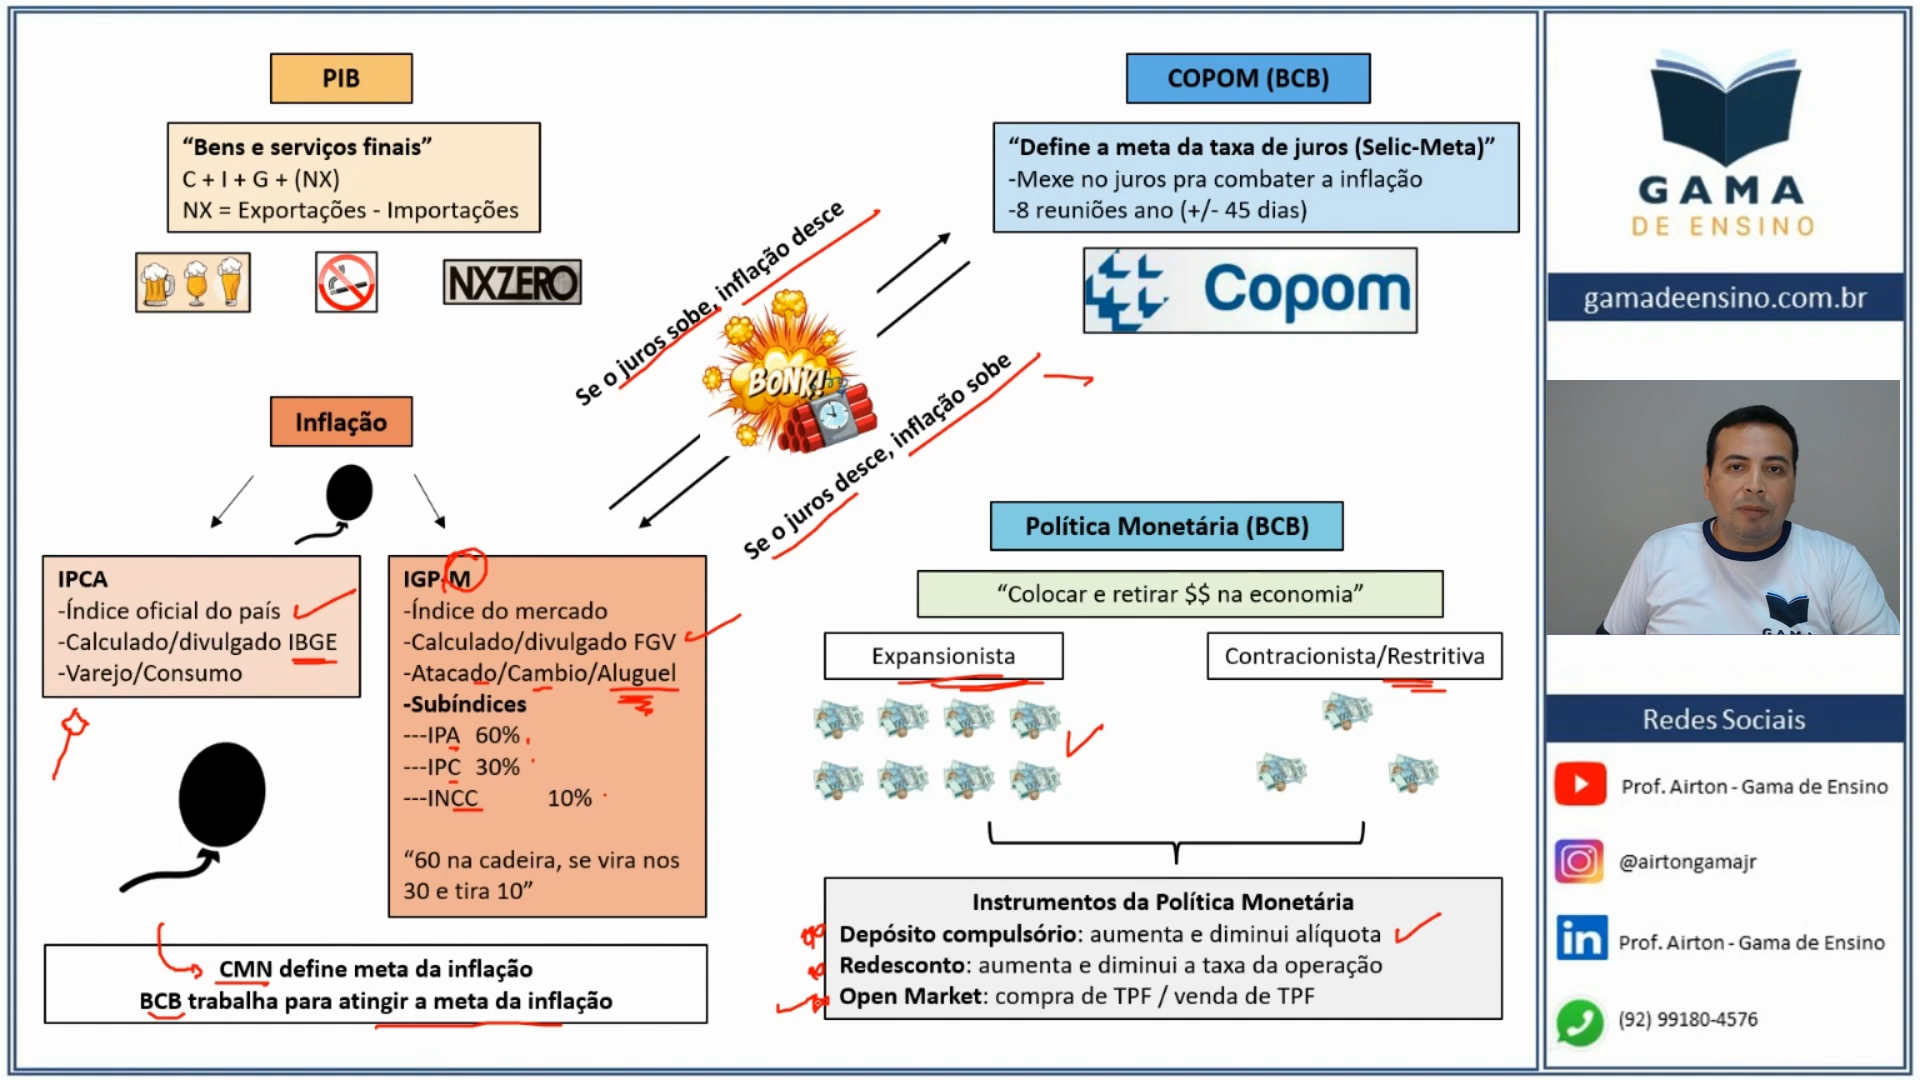 PIB
“Bens e serviços finais”
C + I + G + (NX)
NX = Exportações - Importações
NXZERO
COPOM (BCB)
“Define a meta da taxa de juros (Selic-Meta)”
-Mexe no juros pra combater a inflação
-8 reuniões ano (+/- 45 dias)
Copom
Se o juros sobe, inflação desce
BONK!
Se o juros desce, inflação sobe
Inflação
IPCA
-Índice oficial do país
-Calculado/divulgado IBGE
-Varejo/Consumo
IGP-M
-Índice do mercado
-Calculado/divulgado FGV
-Atacado/Cambio/Aluguel
-Subíndices
---IPA 60%
---IPC 30%
---INCC 10%
“60 na cadeira, se vira nos
30 e tira 10”
CMN define meta da inflação
BCB trabalha para atingir a meta da inflação
Política Monetária (BCB)
“Colocar e retirar $$ na economia”
Expansionista
Contracionista/Restritiva
Instrumentos da Política Monetária
Depósito compulsório: aumenta e diminui alíquota
Redesconto: aumenta e diminui a taxa da operação
Open Market: compra de TPF / venda de TPF
GAMA
DE ENSINO
gamadeensino.com.br
Redes Sociais
Prof. Airton - Gama de Ensino
@airtongamajr
in
Prof. Airton - Gama de Ensino
(92) 99180-4576